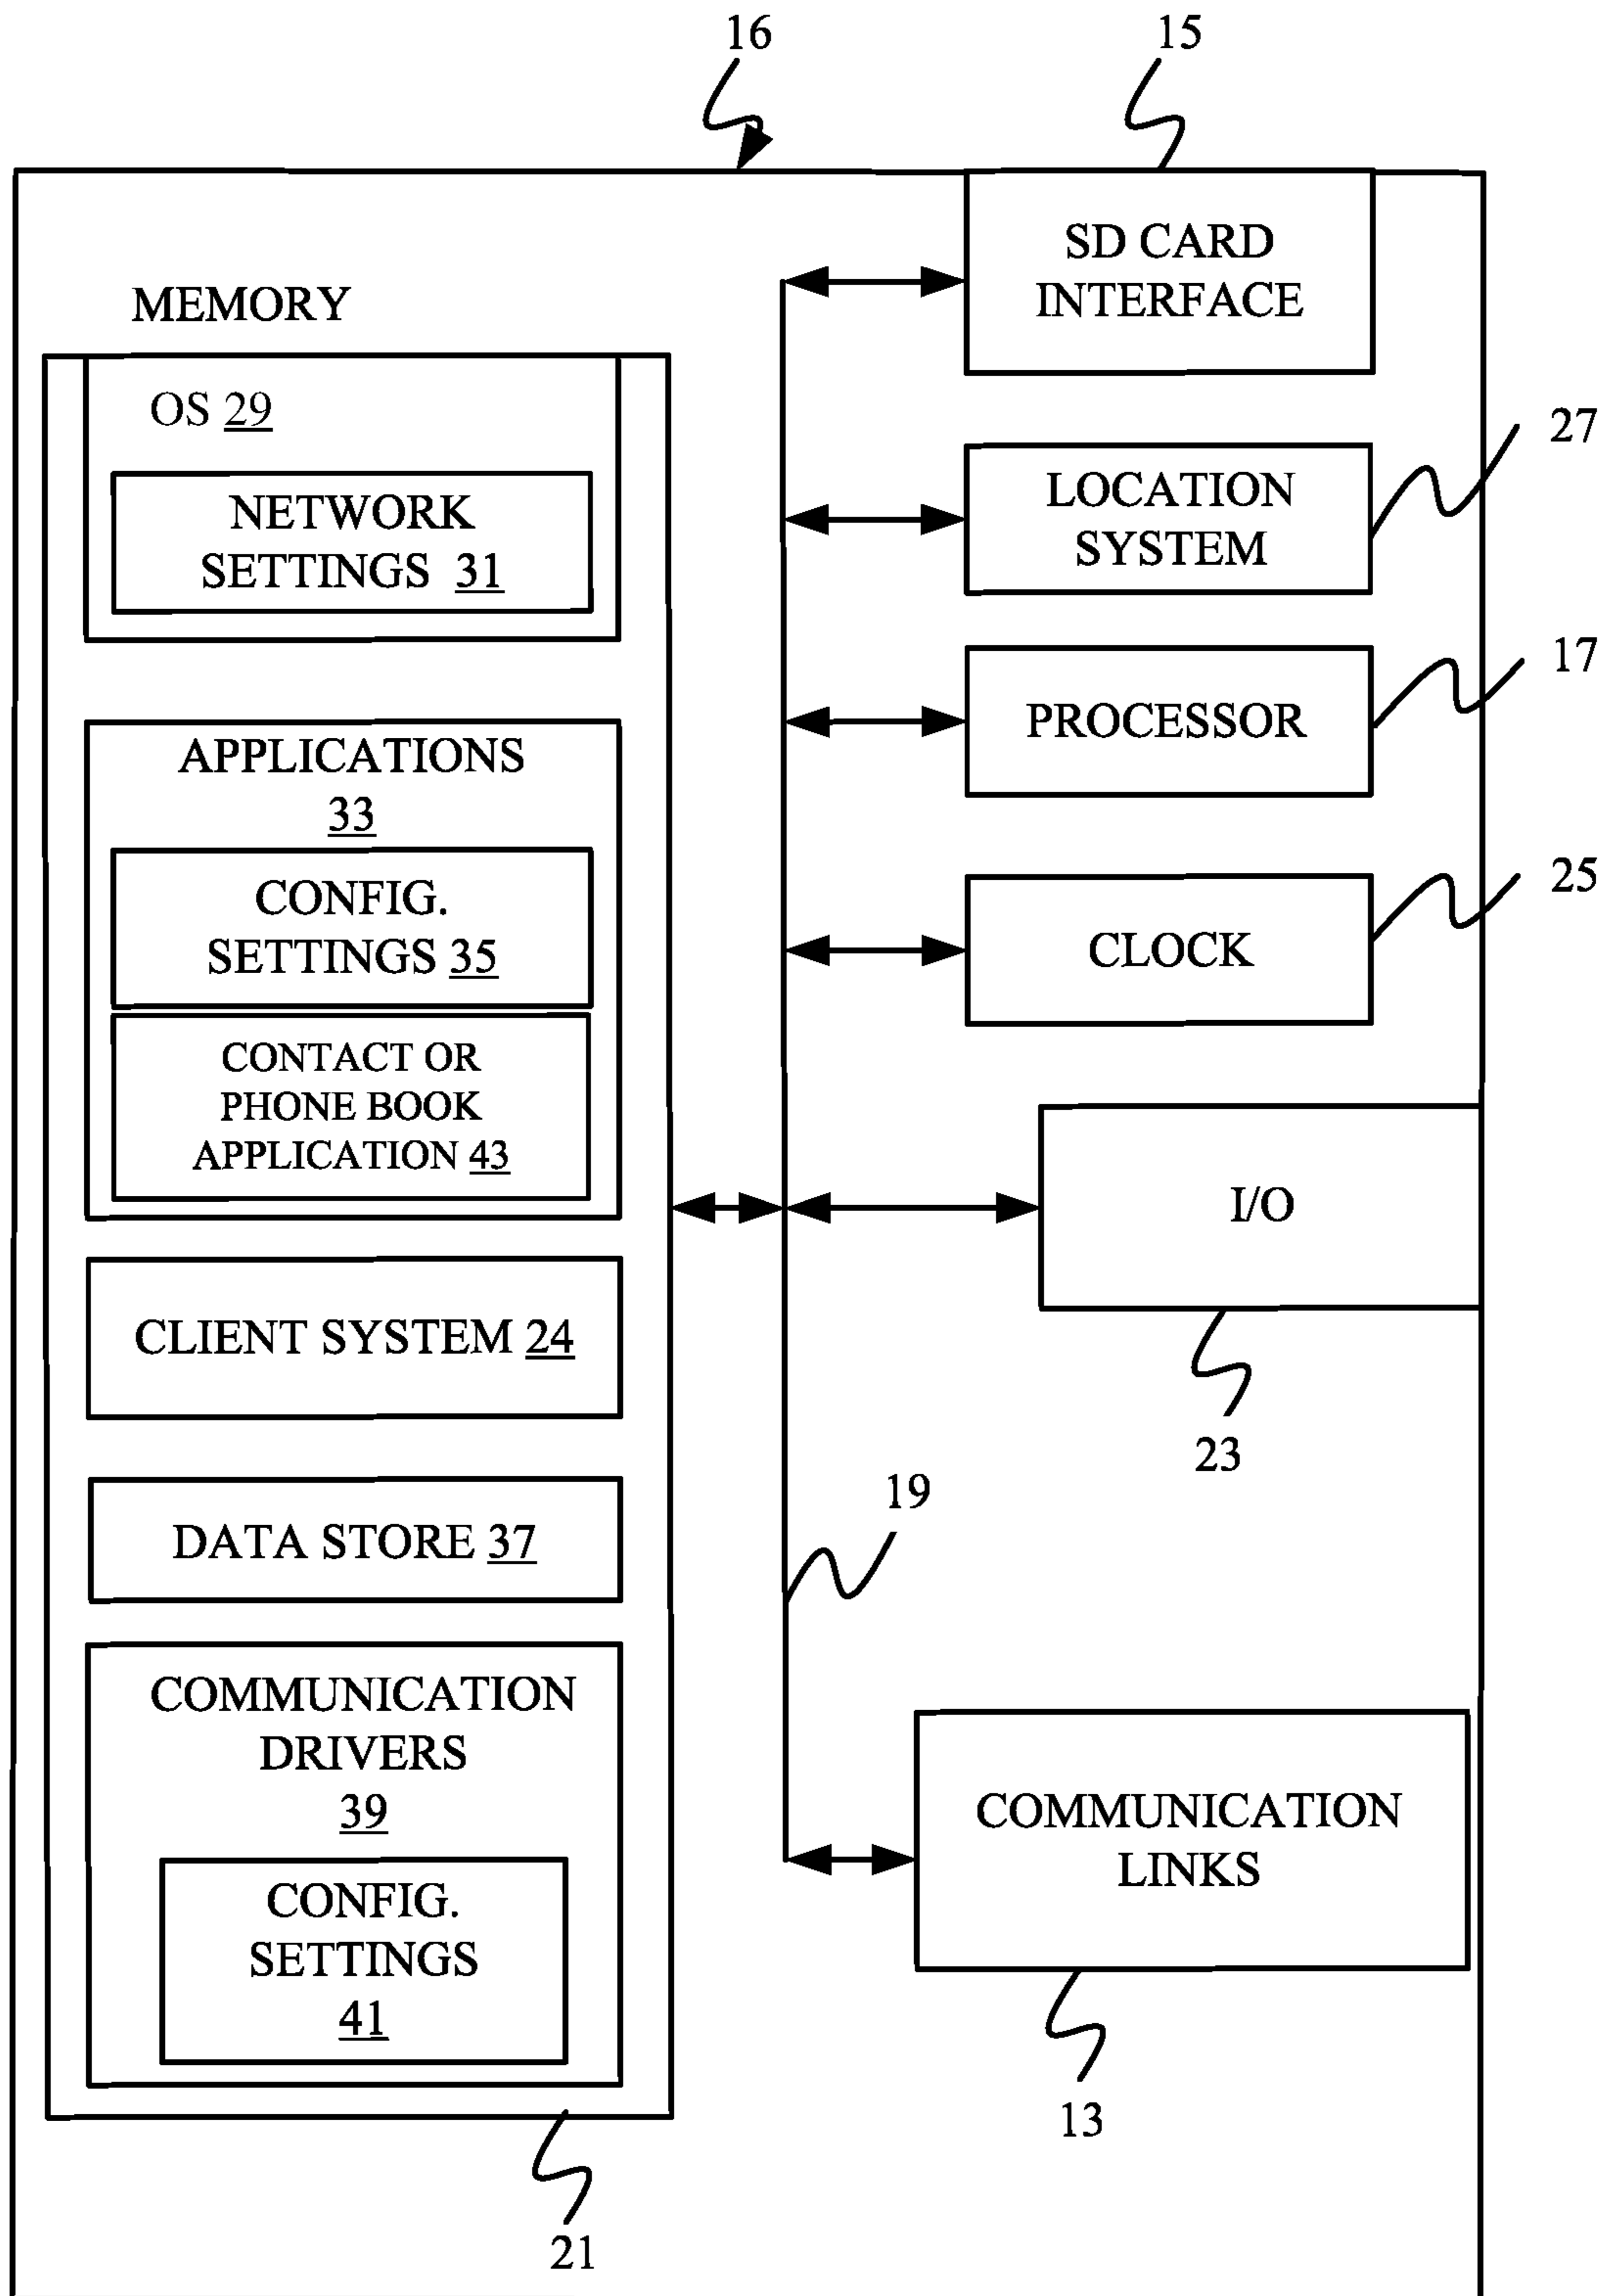 16
15
SD CARD
INTERFACE
MEMORY
OS 29
NETWORK
SETTINGS 31
APPLICATIONS
33
CONFIG.
SETTINGS 35
CONTACT OR
PHONE BOOK
APPLICATION 43
CLIENT SYSTEM 24
DATA STORE 37
COMMUNICATION
DRIVERS
39
CONFIG.
SETTINGS
41
21
27
LOCATION
SYSTEM
17
PROCESSOR
25
CLOCK
I/O
23
19
COMMUNICATION
LINKS
13